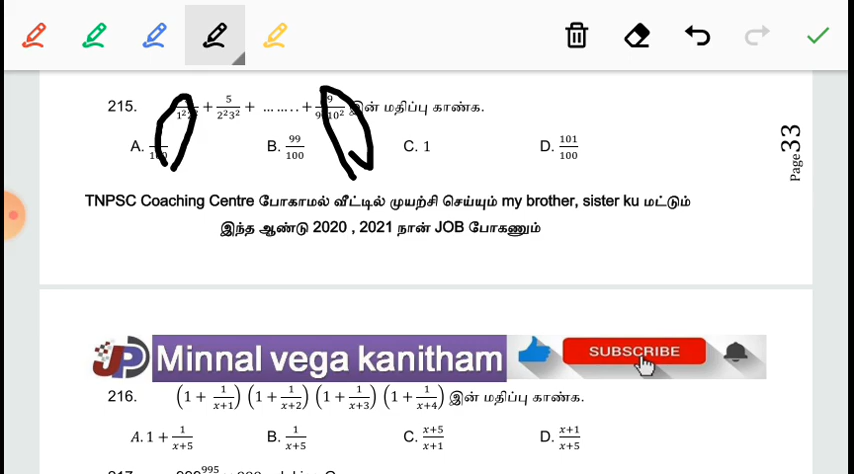 215. + 5/2²3² + ........ + இன் மதிப்பு காண்க.
A. B. 99/100 C. 1 D. 101/100
Page33
TNPSC Coaching Centre போகாமல் வீட்டில் முயற்சி செய்யும் my brother, sister ku மட்டும்
இந்த ஆண்டு 2020 , 2021 நான் JOB போகணும்
JP Minnal vega kanitham SUBSCRIBE
216. (1 + 1/x+1) (1 + 1/x+2) (1 + 1/x+3) (1 + 1/x+4) இன் மதிப்பு காண்க.
A. 1 + 1/x+5 B. 1/x+5 C. x+5/x+1 D. x+1/x+5